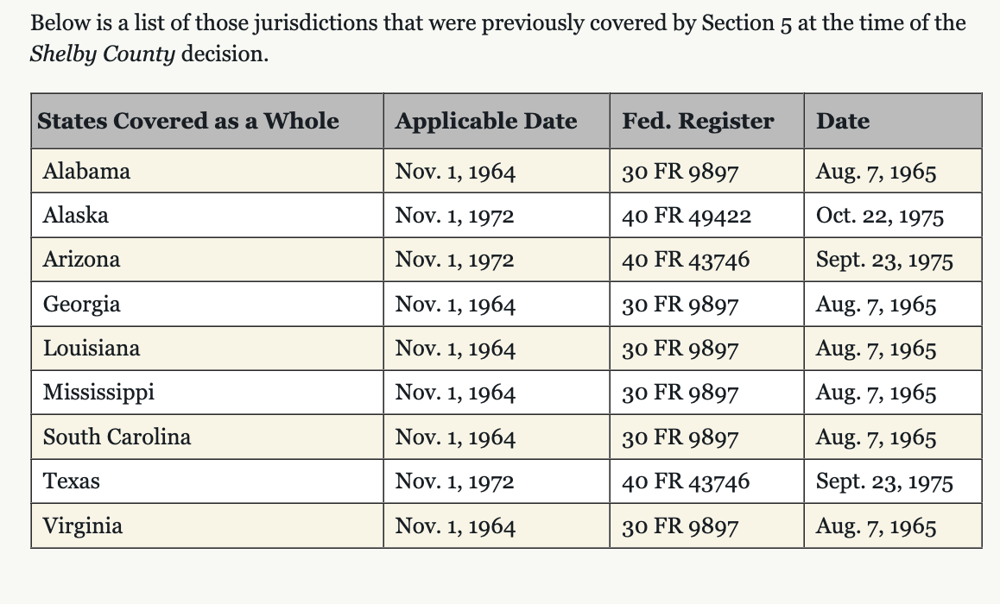 Below is a list of those jurisdictions that were previously covered by Section 5 at the time of the
Shelby County decision.
States Covered as a Whole Applicable Date Fed. Register Date
Alabama Nov. 1, 1964 30 FR 9897 Aug. 7, 1965
Alaska Nov. 1, 1972 40 FR 49422 Oct. 22, 1975
Arizona Nov. 1, 1972 40 FR 43746 Sept. 23, 1975
Georgia Nov. 1, 1964 30 FR 9897 Aug. 7, 1965
Louisiana Nov. 1, 1964 30 FR 9897 Aug. 7, 1965
Mississippi Nov. 1, 1964 30 FR 9897 Aug. 7, 1965
South Carolina Nov. 1, 1964 30 FR 9897 Aug. 7, 1965
Texas Nov. 1, 1972 40 FR 43746 Sept. 23, 1975
Virginia Nov. 1, 1964 30 FR 9897 Aug. 7, 1965